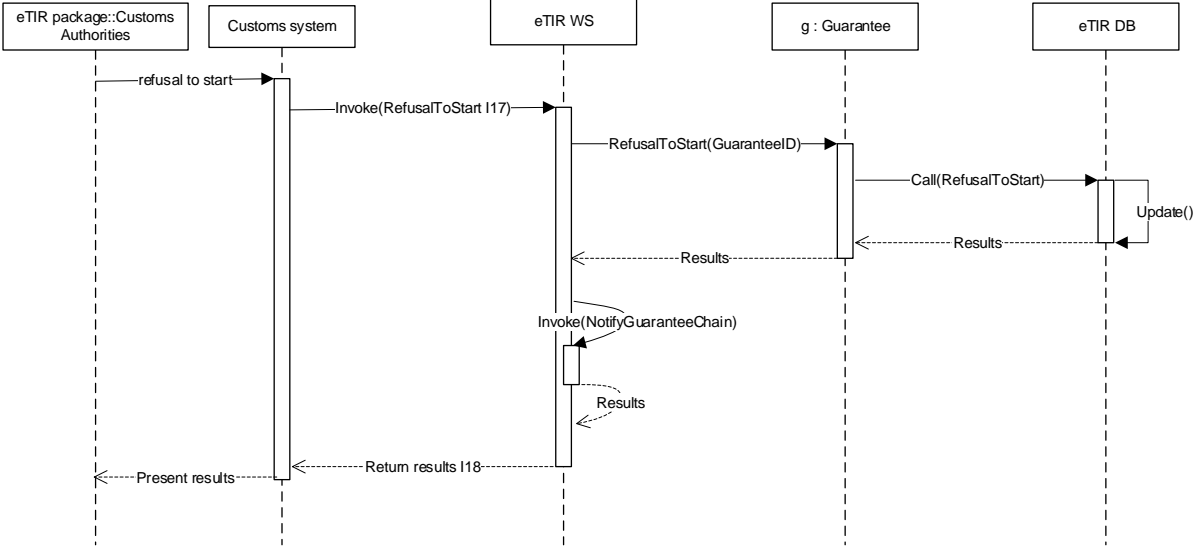 eTIR package::Customs
Authorities
Customs system
eTIR WS
g : Guarantee
eTIR DB
refusal to start
Invoke(RefusalToStart I17)
RefusalToStart(GuaranteeID)
Call(RefusalToStart)
Update()
Results
Results
Invoke(NotifyGuaranteeChain)
Results
Return results I18
Present results